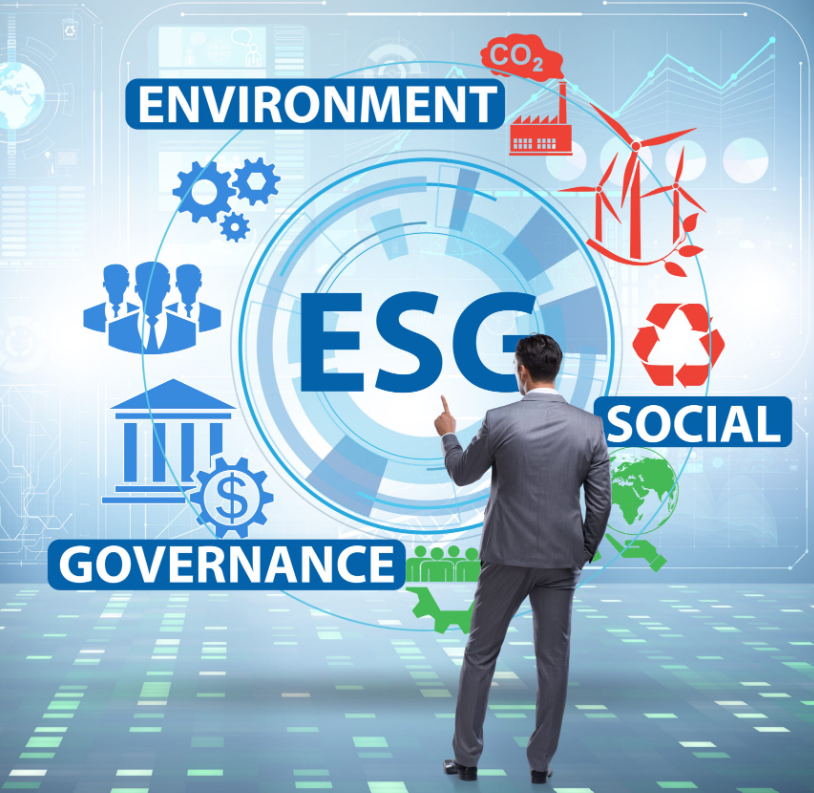 CO₂
ENVIRONMENT
ESG
SOCIAL
$
GOVERNANCE